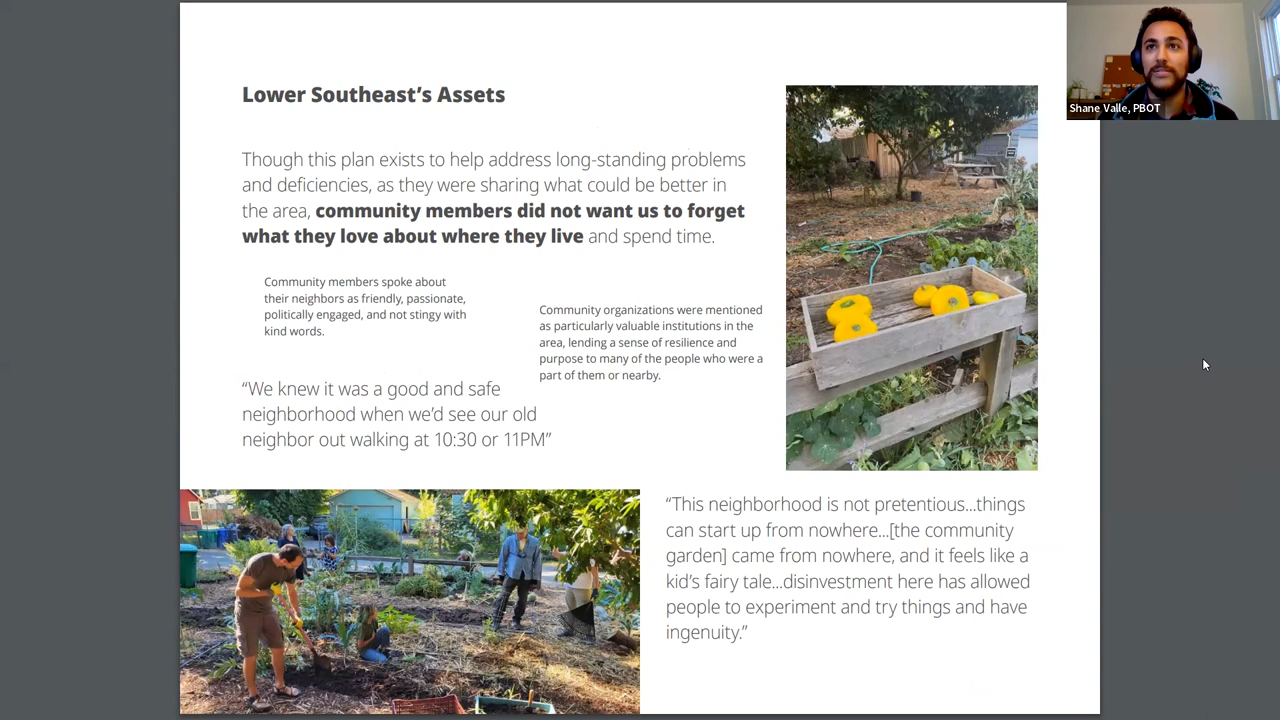 Lower Southeast’s Assets
Though this plan exists to help address long-standing problems
and deficiencies, as they were sharing what could be better in
the area, community members did not want us to forget
what they love about where they live and spend time.
Community members spoke about
their neighbors as friendly, passionate,
politically engaged, and not stingy with
kind words.
Community organizations were mentioned
as particularly valuable institutions in the
area, lending a sense of resilience and
purpose to many of the people who were a
part of them or nearby.
“We knew it was a good and safe
neighborhood when we’d see our old
neighbor out walking at 10:30 or 11PM”
“This neighborhood is not pretentious...things
can start up from nowhere...[the community
garden] came from nowhere, and it feels like a
kid’s fairy tale...disinvestment here has allowed
people to experiment and try things and have
ingenuity.”
Shane Valle, PBOT